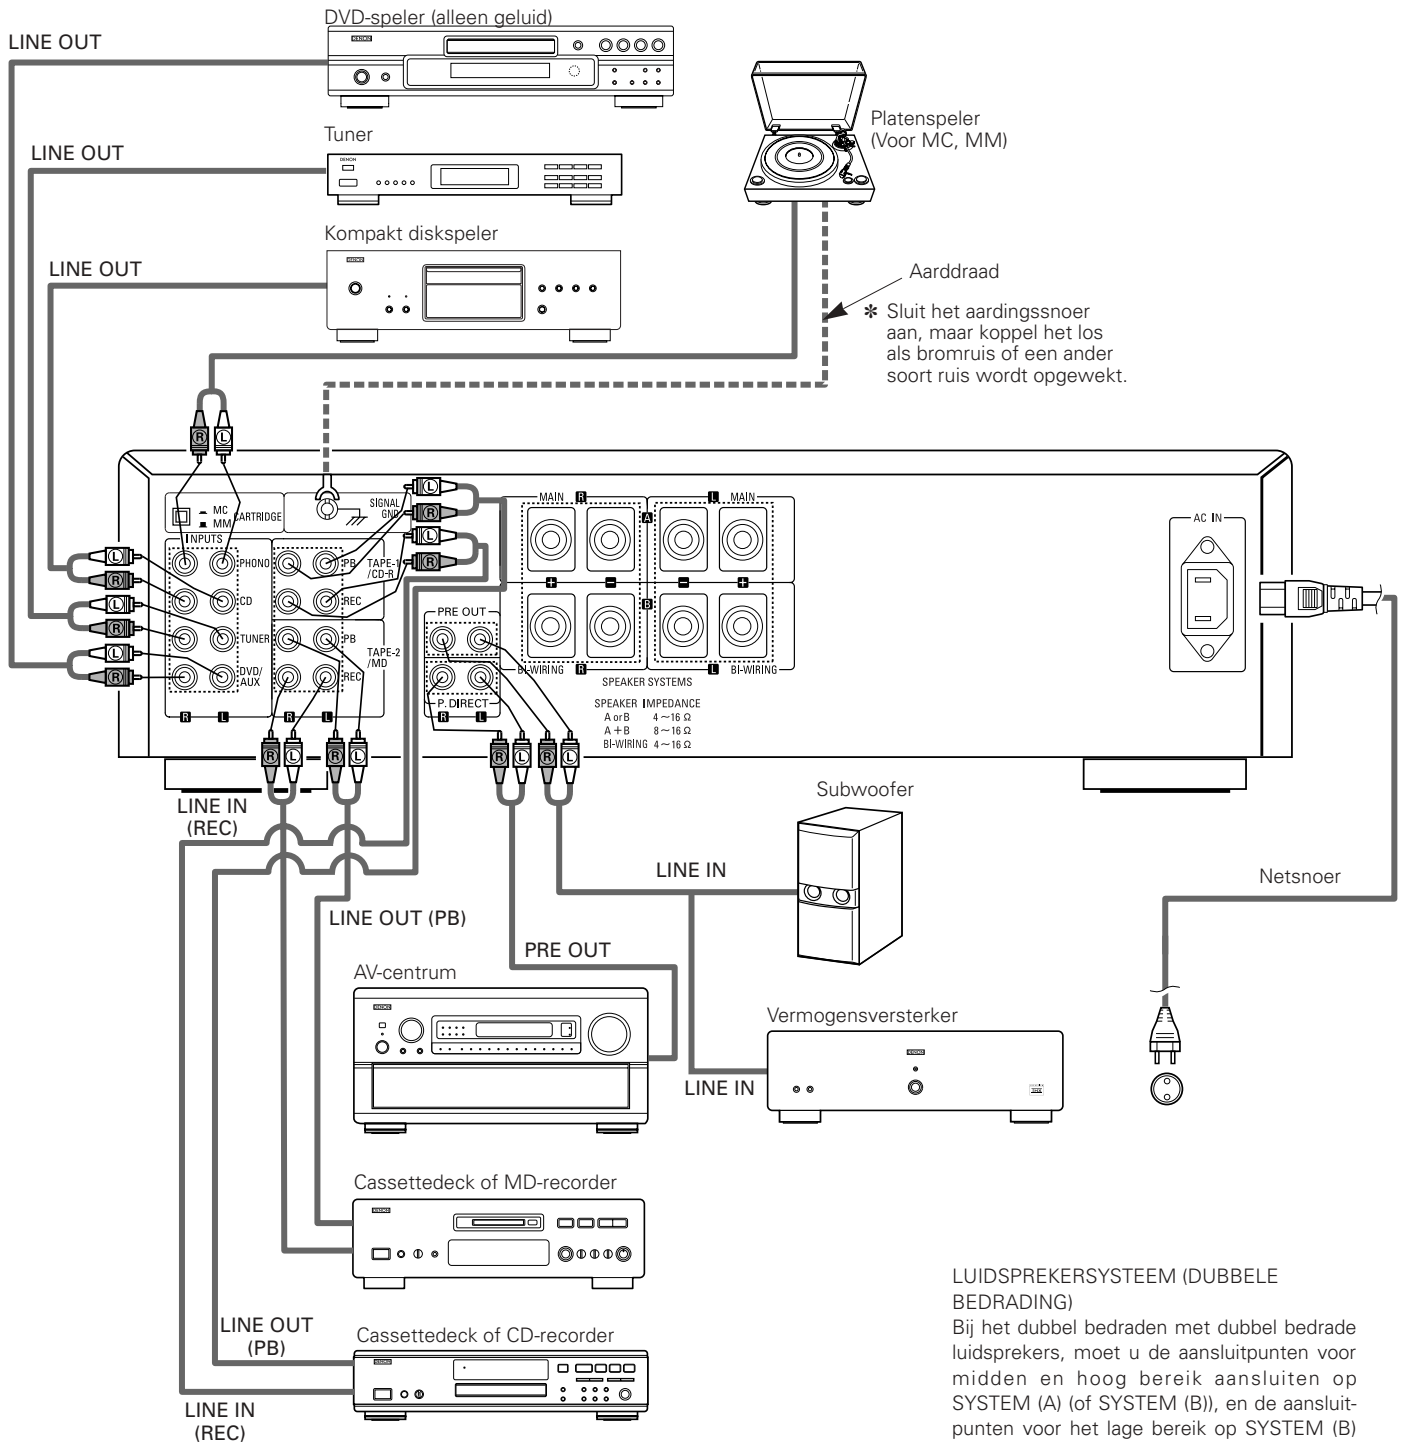 DVD-speler (alleen geluid)
LINE OUT
DENON
Tuner
LINE OUT
DENON
Platenspeler
(Voor MC, MM)
Kompakt diskspeler
LINE OUT
DENON
Aarddraad
✻ Sluit het aardingssnoer
aan, maar koppel het los
als bromruis of een ander
soort ruis wordt opgewekt.
R L
MC
MM
CARTRIDGE
SIGNAL
GND
L
R
L
R
MAIN R
L MAIN
A
AC IN
INPUTS
PHONO
PB
TAPE-1
/CD-R
CD
REC
TUNER
PB
TAPE-2
/MD
DVD/
AUX
REC
L
R
L
R
L
R
R L
R L
PRE OUT
P. DIRECT
R L
+ − − +
B
BI-WIRING R
L BI-WIRING
SPEAKER SYSTEMS
SPEAKER IMPEDANCE
A or B 4~16 Ω
A + B 8~16 Ω
BI-WIRING 4~16 Ω
R L R L
R L R L
LINE IN
(REC)
Subwoofer
LINE IN
Netsnoer
LINE OUT (PB)
PRE OUT
AV-centrum
DENON
Vermogensversterker
DENON
LINE IN
Cassettedeck of MD-recorder
DENON
LINE OUT
(PB)
Cassettedeck of CD-recorder
DENON
LINE IN
(REC)
LUIDSPREKERSYSTEEM (DUBBELE
BEDRADING)
Bij het dubbel bedraden met dubbel bedrade
luidsprekers, moet u de aansluitpunten voor
midden en hoog bereik aansluiten op
SYSTEM (A) (of SYSTEM (B)), en de aansluit-
punten voor het lage bereik op SYSTEM (B)